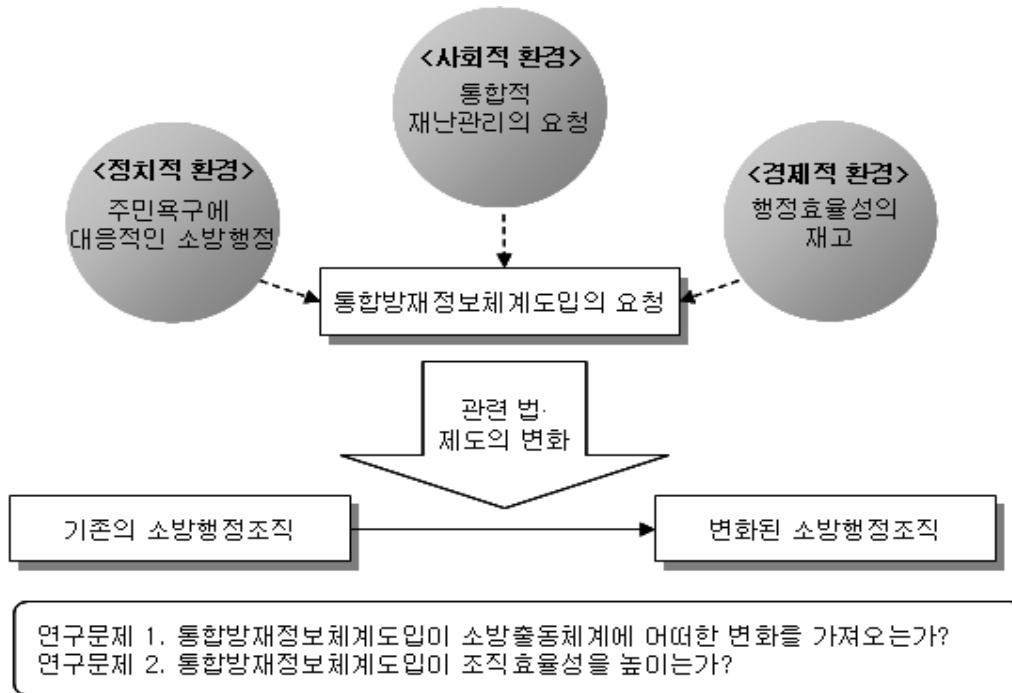 <사회적 환경>
통합적
재난관리의 요청
<정치적 환경>
주민욕구에
대응적인 소방행정
<경제적 환경>
행정효율성의
재고
통합방재정보체계도입의 요청
관련 법·
제도의 변화
기존의 소방행정조직
변화된 소방행정조직
연구문제 1. 통합방재정보체계도입이 소방출동체계에 어떠한 변화를 가져오는가?
연구문제 2. 통합방재정보체계도입이 조직효율성을 높이는가?